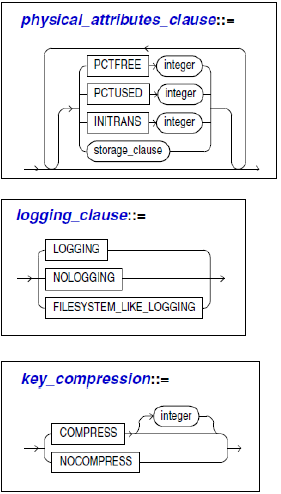 physical_attributes_clause::=
PCTFREE integer
PCTUSED integer
INITRANS integer
storage_clause
logging_clause::=
LOGGING
NOLOGGING
FILESYSTEM_LIKE_LOGGING
key_compression::=
integer
COMPRESS
NOCOMPRESS